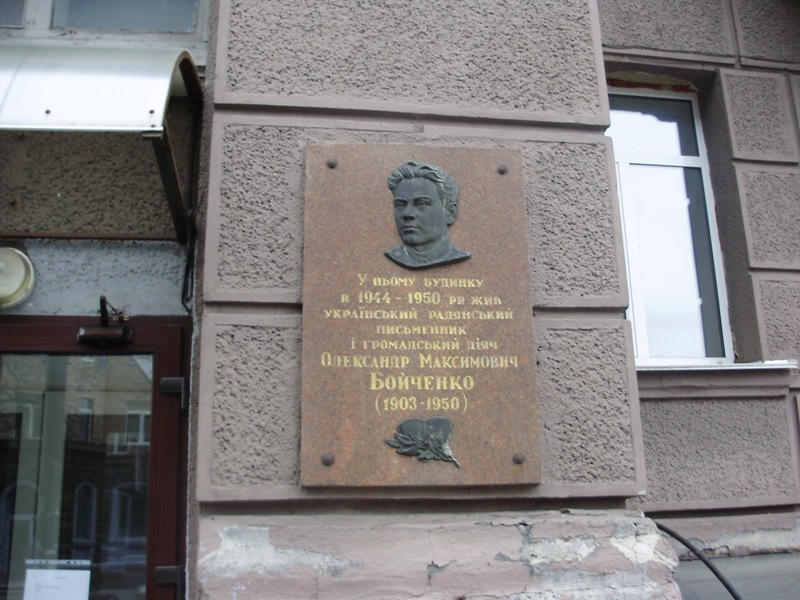 У цьому будинку
в 1944 - 1950 рр жив
український радянський
письменник
і громадський діяч
Олександр Максимович
Бойченко
(1903-1950)